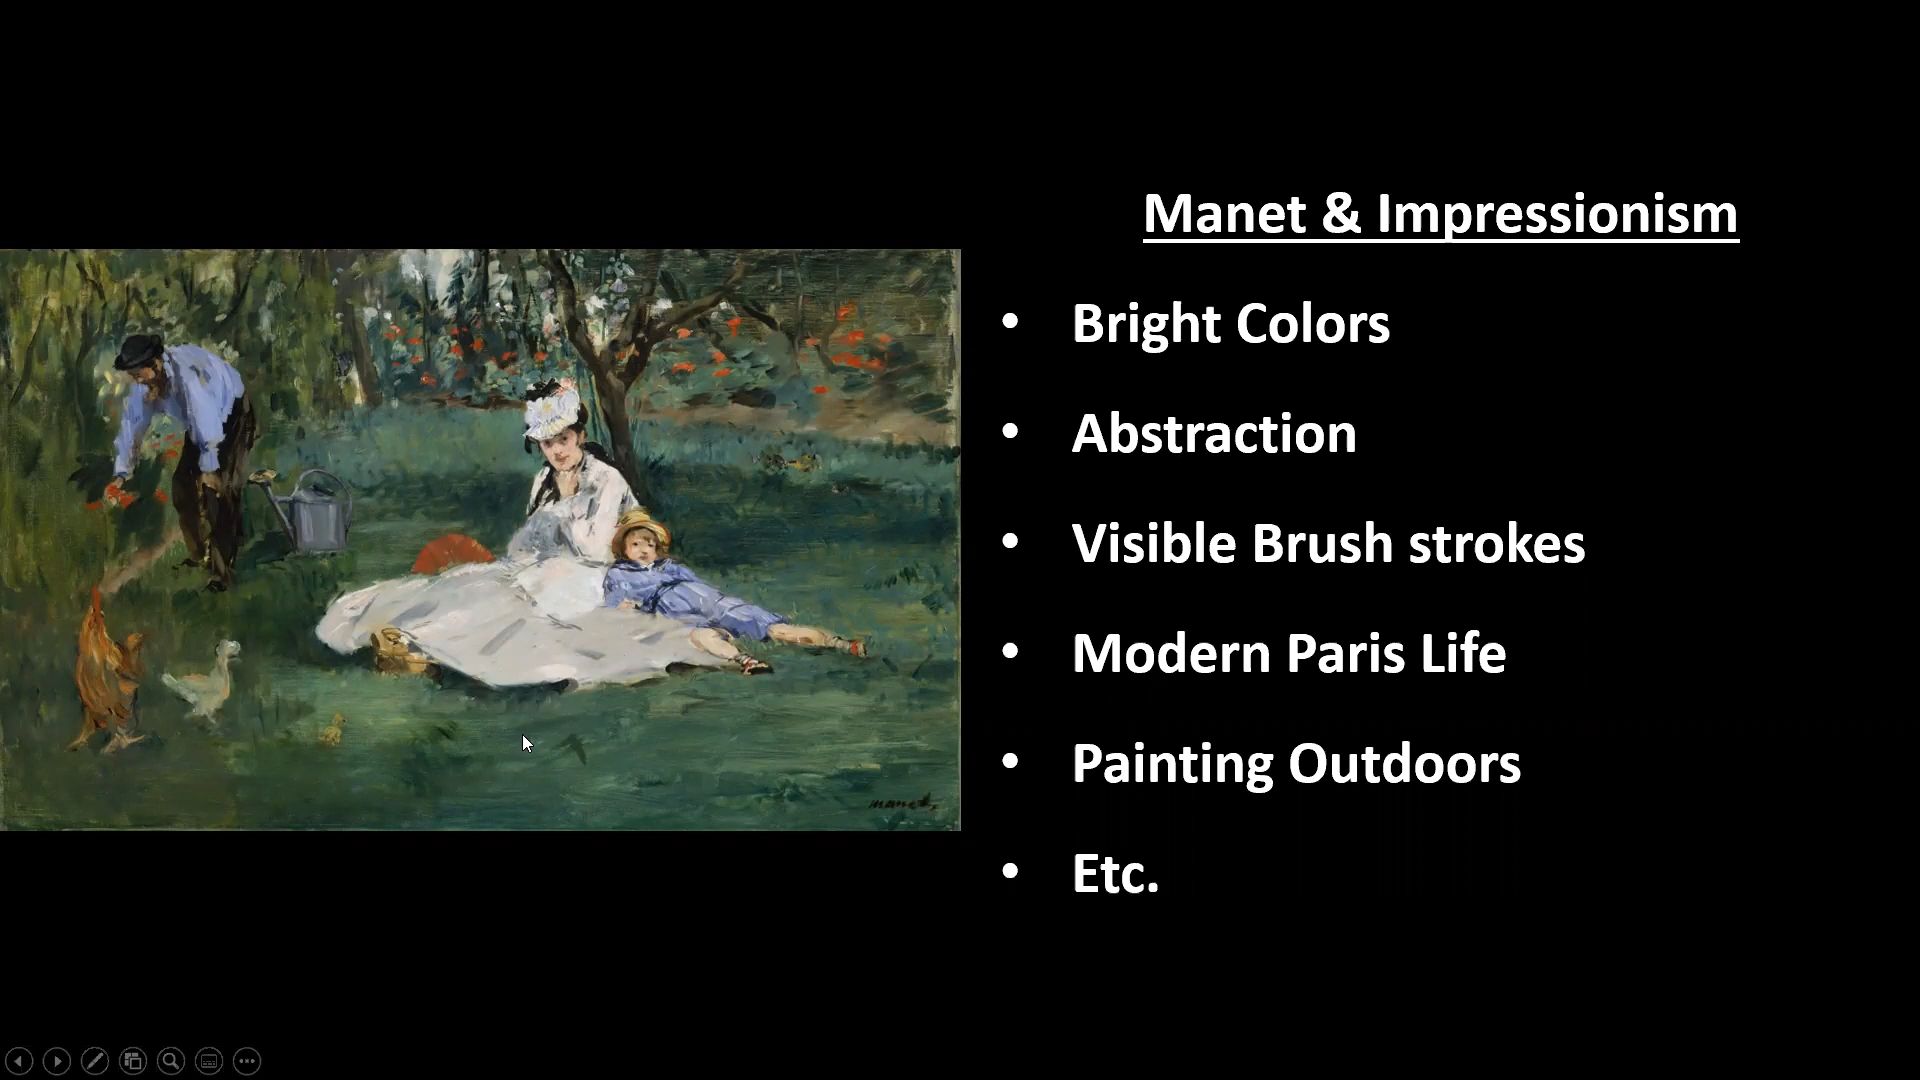 Manet & Impressionism
• Bright Colors
• Abstraction
• Visible Brush strokes
• Modern Paris Life
• Painting Outdoors
• Etc.
manet